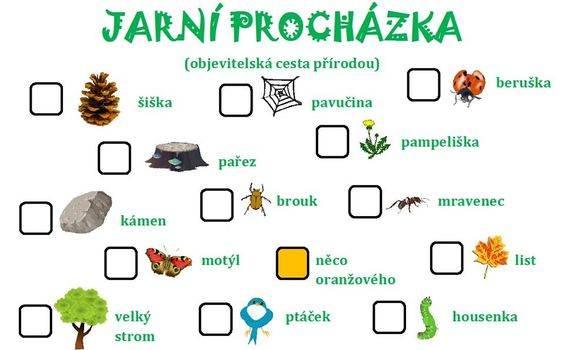 JARNÍ PROCHÁZKA
(objevitelská cesta přírodou)
šiška
pavučina
beruška
pařez
pampeliška
kámen
brouk
mravenec
motýl
něco
oranžového
list
velký
strom
ptáček
housenka